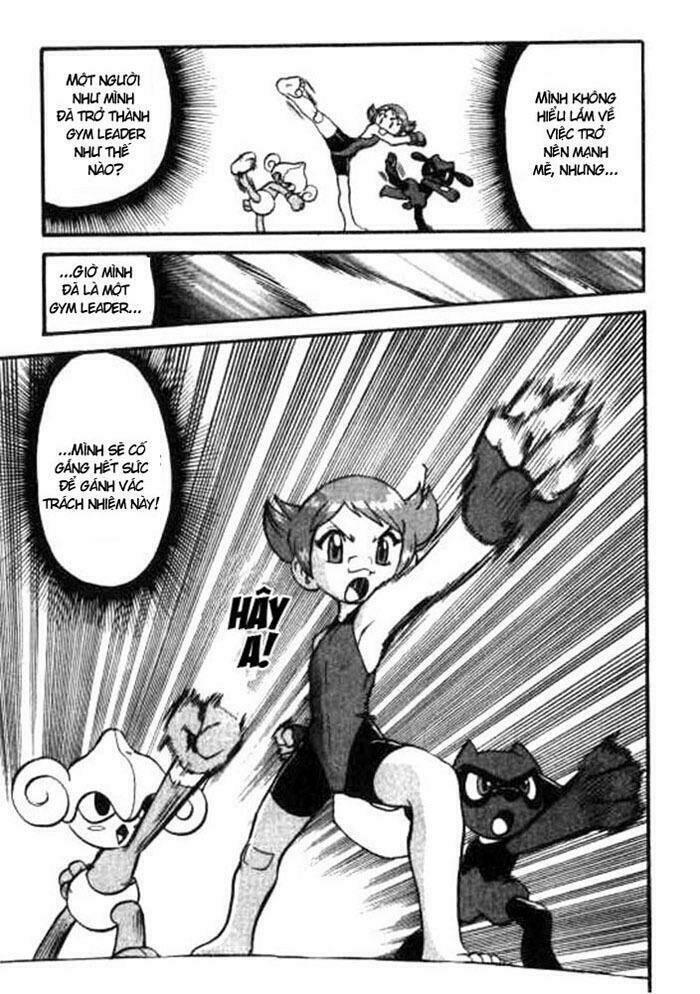 MÌNH KHÔNG
HIỂU LẮM VỀ
VIỆC TRỞ
NÊN MẠNH
MẼ, NHƯNG...
MỘT NGƯỜI
NHƯ MÌNH
ĐÃ TRỞ THÀNH
GYM LEADER
NHƯ THẾ
NÀO?
...GIỜ MÌNH
ĐÃ LÀ MỘT
GYM LEADER...
...MÌNH SẼ CỐ
GẮNG HẾT SỨC
ĐỂ GÁNH VÁC
TRÁCH NHIỆM NÀY!
HÂY
A!